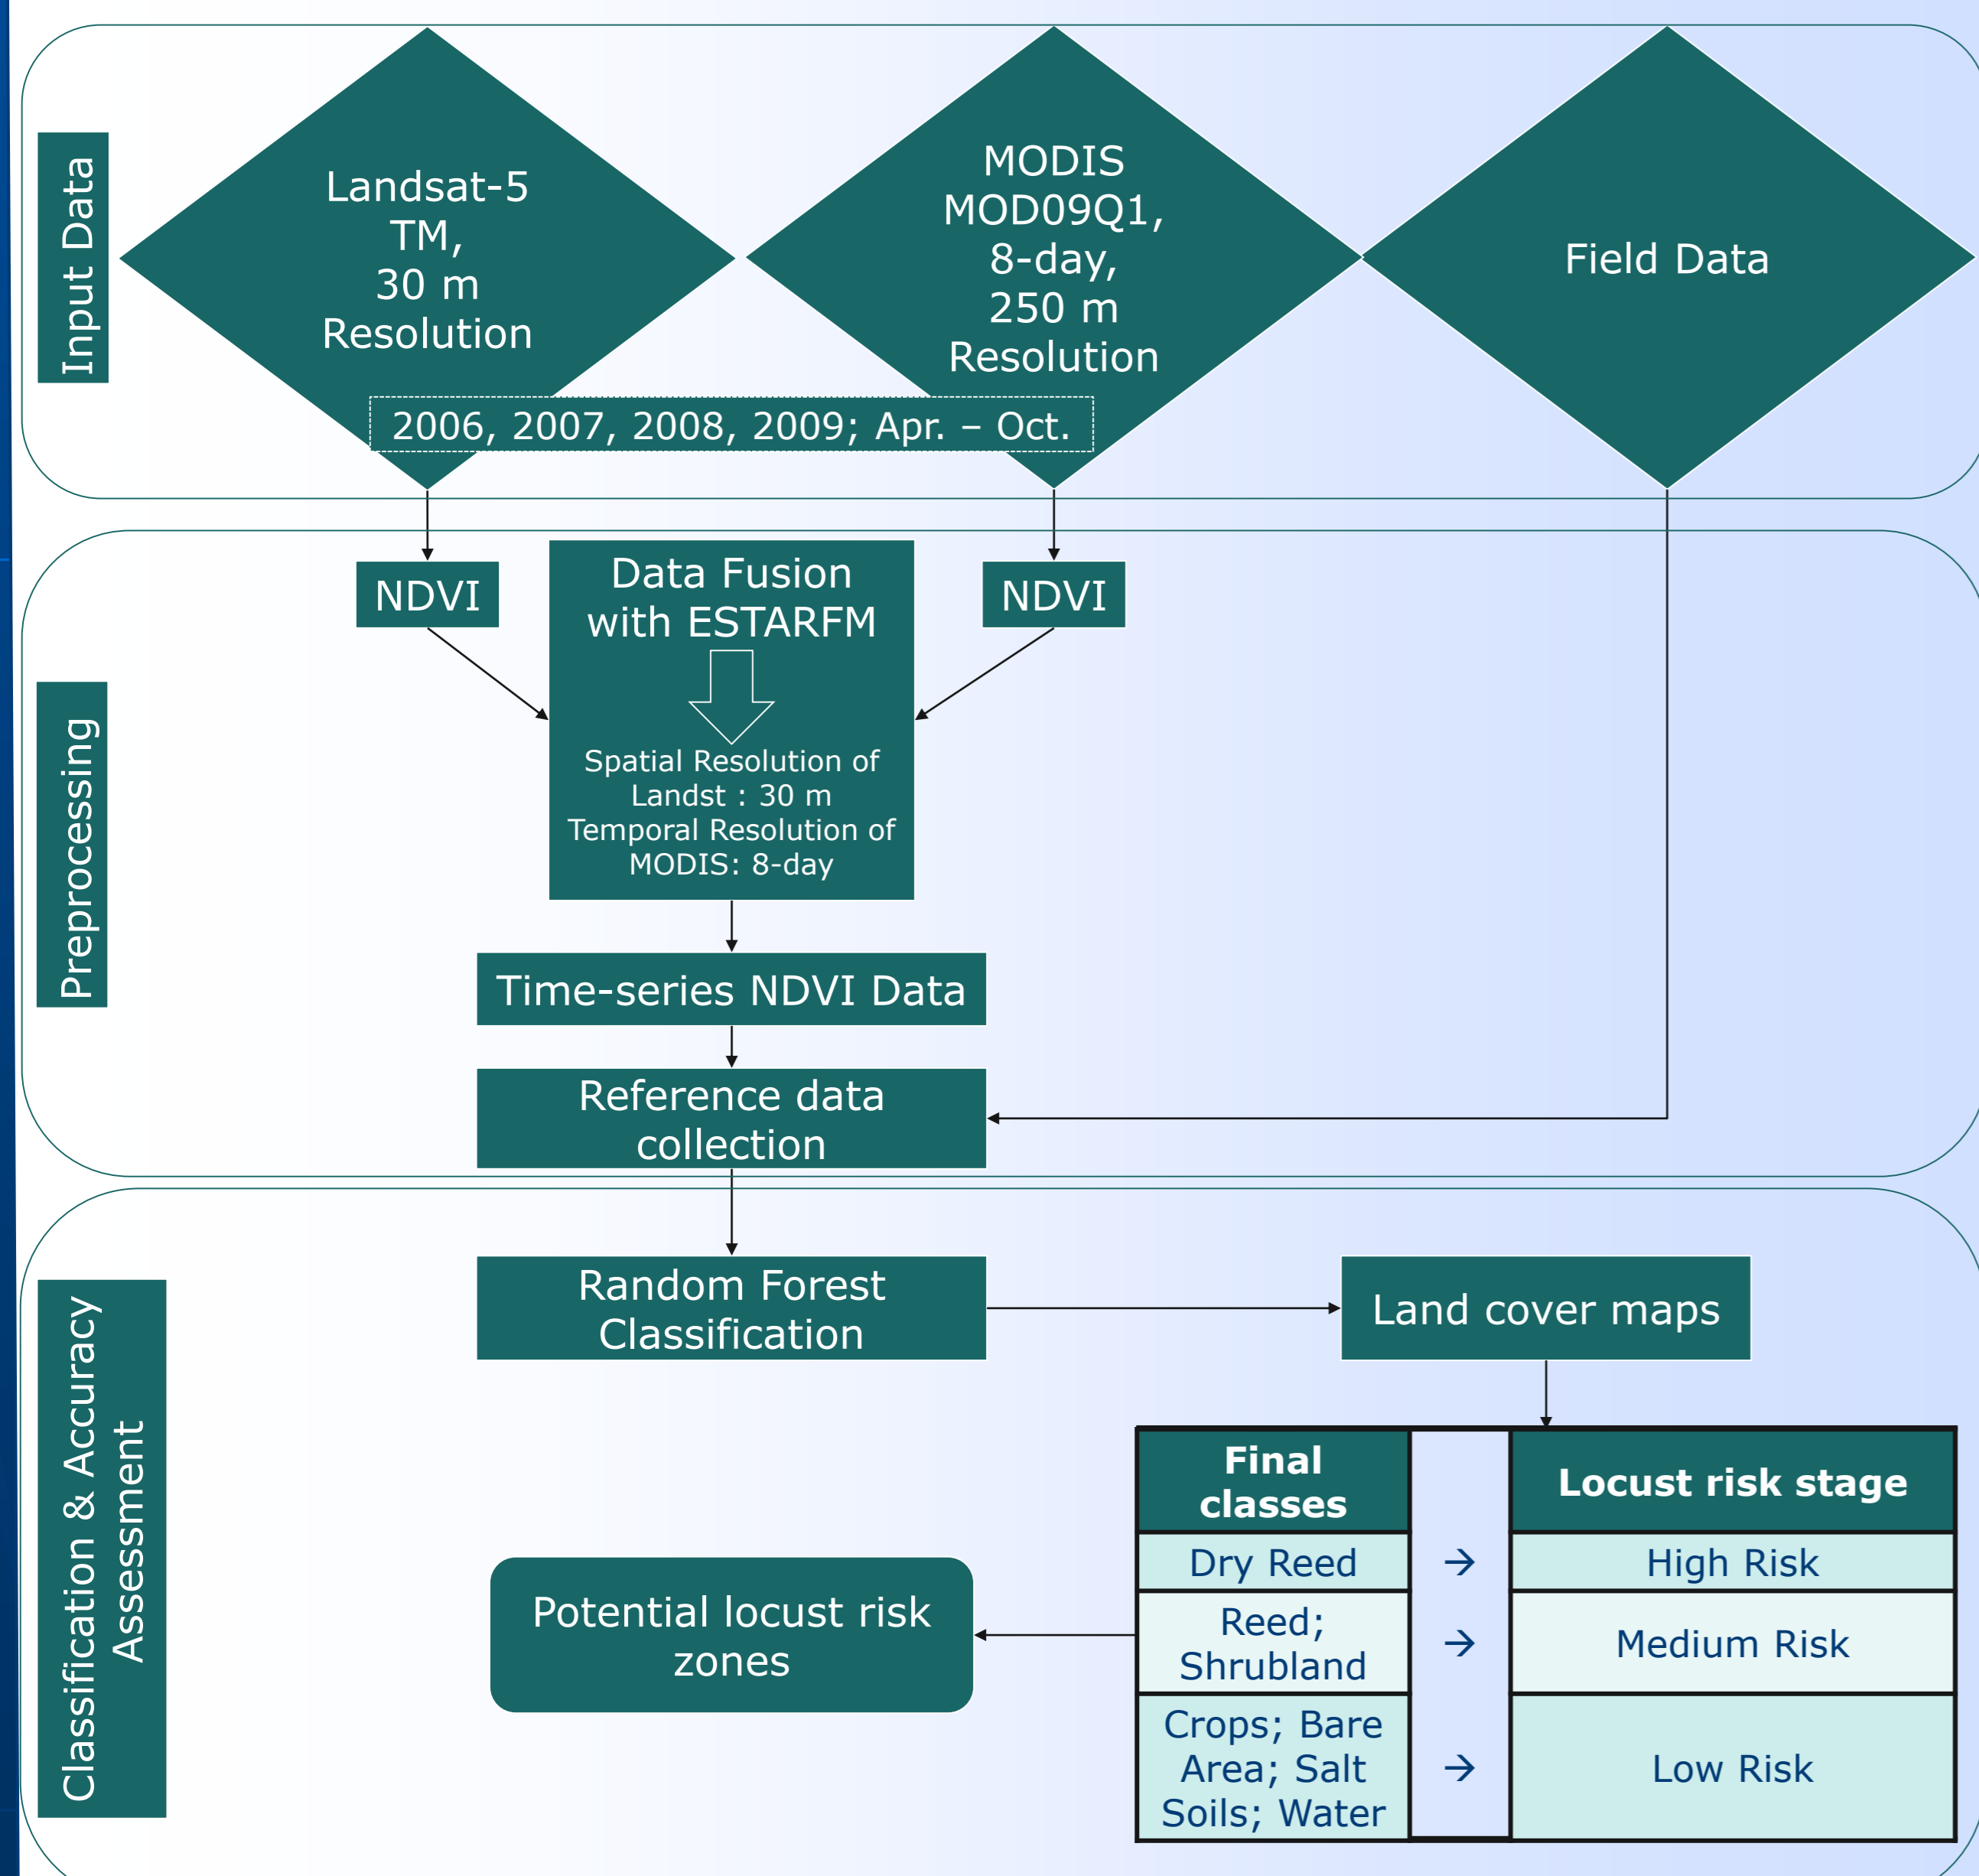 Input Data
Landsat-5
TM,
30 m
Resolution
MODIS
MOD09Q1,
8-day,
250 m
Resolution
Field Data
2006, 2007, 2008, 2009; Apr. – Oct.
Preprocessing
NDVI
Data Fusion
with ESTARFM
NDVI
Spatial Resolution of
Landst : 30 m
Temporal Resolution of
MODIS: 8-day
Time-series NDVI Data
Reference data
collection
Classification & Accuracy
Assessment
Random Forest
Classification
Land cover maps
Final
classes
Locust risk stage
Dry Reed → High Risk
Reed;
Shrubland
→ Medium Risk
Crops; Bare
Area; Salt
Soils; Water
→ Low Risk
Potential locust risk
zones